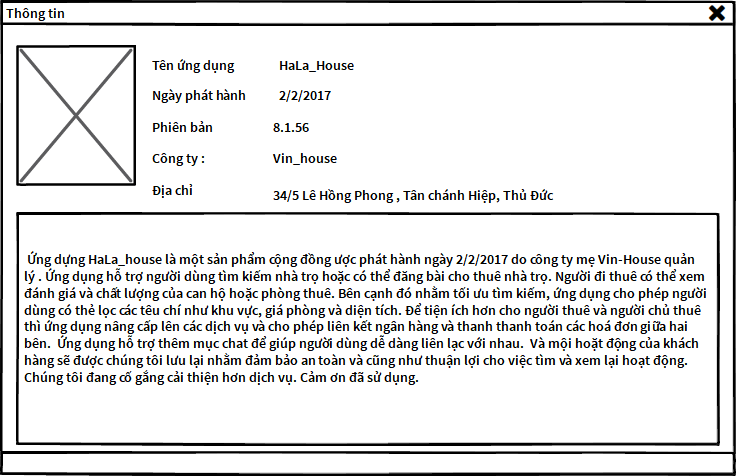 Thông tin
Tên ứng dụng HaLa_House
Ngày phát hành 2/2/2017
Phiên bản 8.1.56
Công ty : Vin_house
Địa chỉ 34/5 Lê Hồng Phong , Tân chánh Hiệp, Thủ Đức
Ứng dựng HaLa_house là một sản phẩm cộng đồng ược phát hành ngày 2/2/2017 do công ty mẹ Vin-House quản
lý . Ứng dụng hỗ trợ người dùng tìm kiếm nhà trọ hoặc có thể đăng bài cho thuê nhà trọ. Người đi thuê có thể xem
đánh giá và chất lượng của can hộ hoặc phòng thuê. Bên cạnh đó nhằm tối ưu tìm kiếm, ứng dụng cho phép người
dùng có thẻ lọc các têu chí như khu vực, giá phòng và diện tích. Để tiện ích hơn cho người thuê và người chủ thuê
thì ứng dụng nâng cấp lên các dịch vụ và cho phép liên kết ngân hàng và thanh thanh toán các hoá đơn giữa hai
bên. Ứng dụng hỗ trợ thêm mục chat để giúp người dùng dễ dàng liên lạc với nhau. Và mội hoặt động của khách
hàng sẽ được chúng tôi lưu lại nhằm đảm bảo an toàn và cũng như thuận lợi cho việc tìm và xem lại hoạt động.
Chúng tôi đang cố gắng cải thiện hơn dịch vụ. Cảm ơn đã sử dụng.